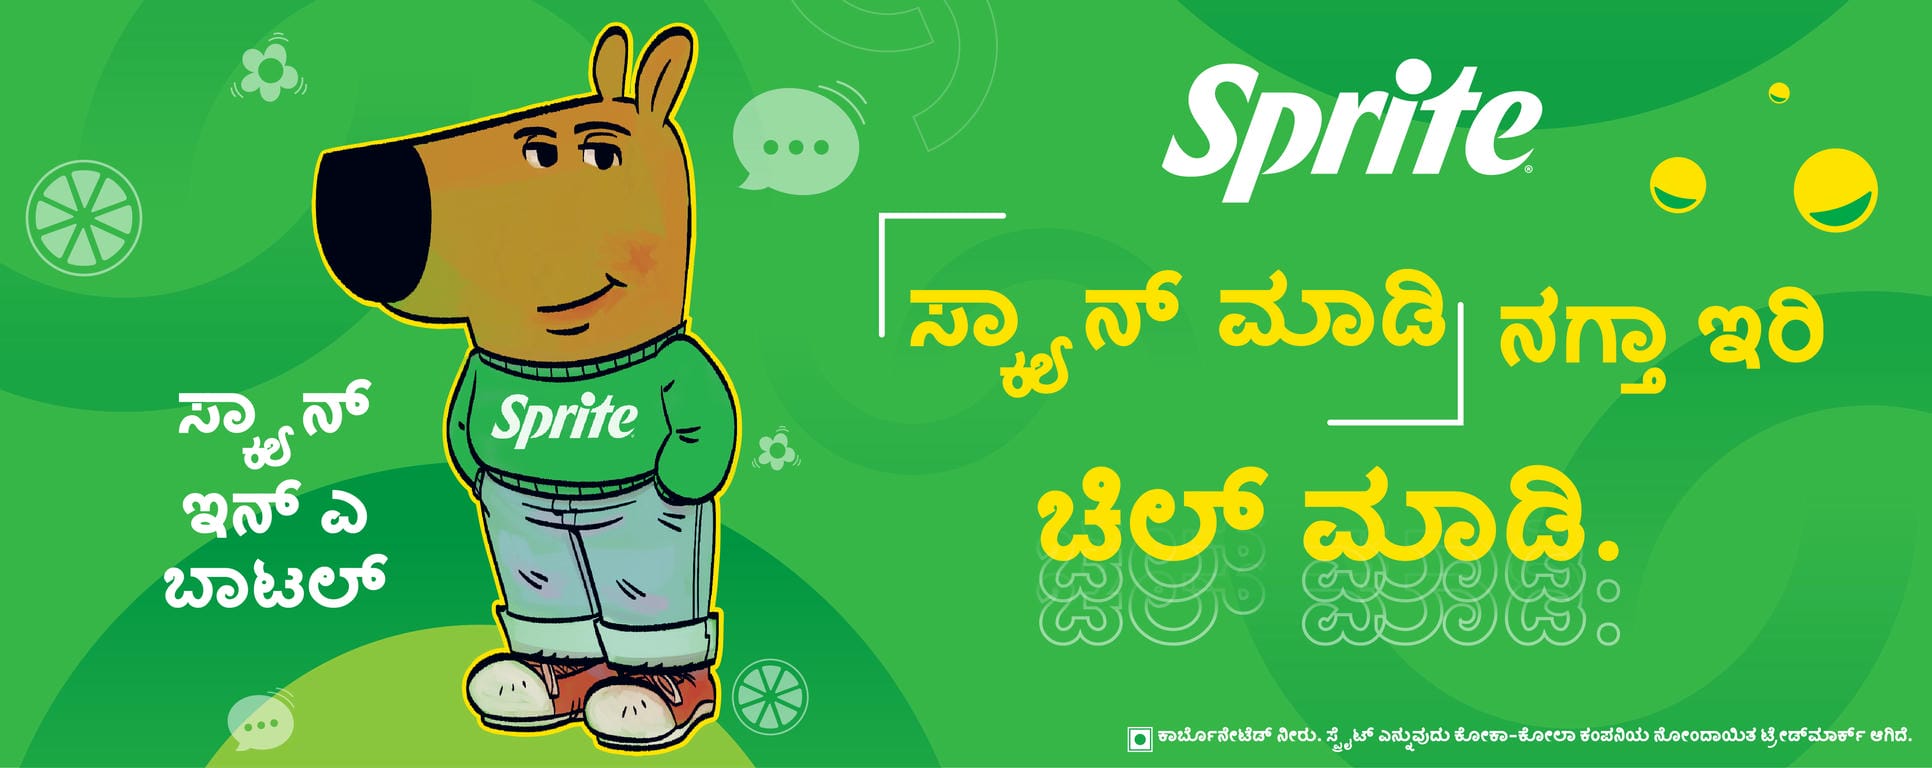 Sprite
ಸ್ಕ್ಯಾನ್ ಮಾಡಿ ನಗ್ತಾ ಇರಿ
ಚಿಲ್ ಮಾಡಿ.
Sprite
ಸ್ಕ್ಯಾನ್
ಇನ್ ಎ
ಬಾಟಲ್
ಕಾರ್ಬೊನೇಟೆಡ್ ನೀರು. ಸ್ಪ್ರೈಟ್ ಎನ್ನುವುದು ಕೋಕಾ-ಕೋಲಾ ಕಂಪನಿಯ ನೋಂದಾಯಿತ ಟ್ರೇಡ್‌ಮಾರ್ಕ್ ಆಗಿದೆ.